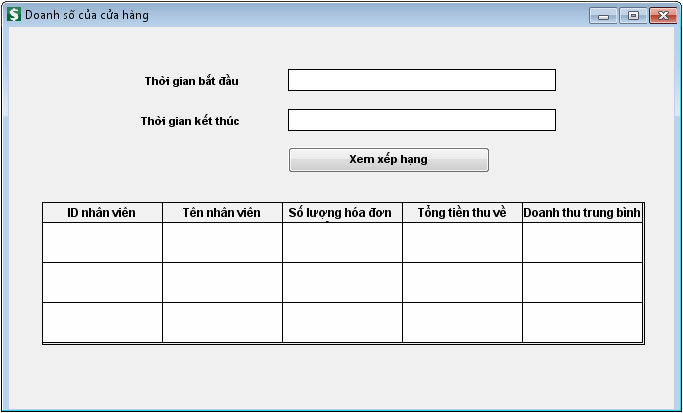 Doanh số của cửa hàng
Thời gian bắt đầu
Thời gian kết thúc
Xem xếp hạng
ID nhân viên Tên nhân viên Số lượng hóa đơn Tổng tiền thu về Doanh thu trung bình